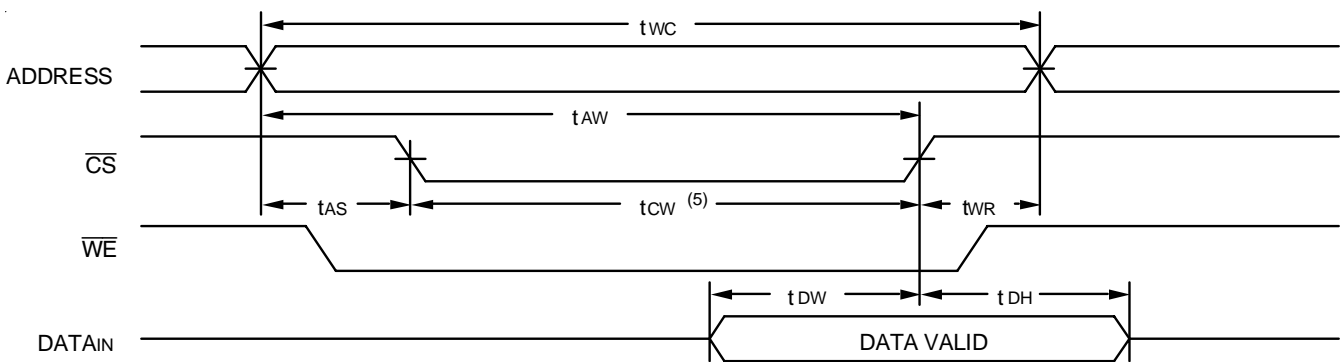 tWC
ADDRESS
tAW
CS
tAS
tCW (5)
tWR
WE
tDW
tDH
DATAIN
DATA VALID